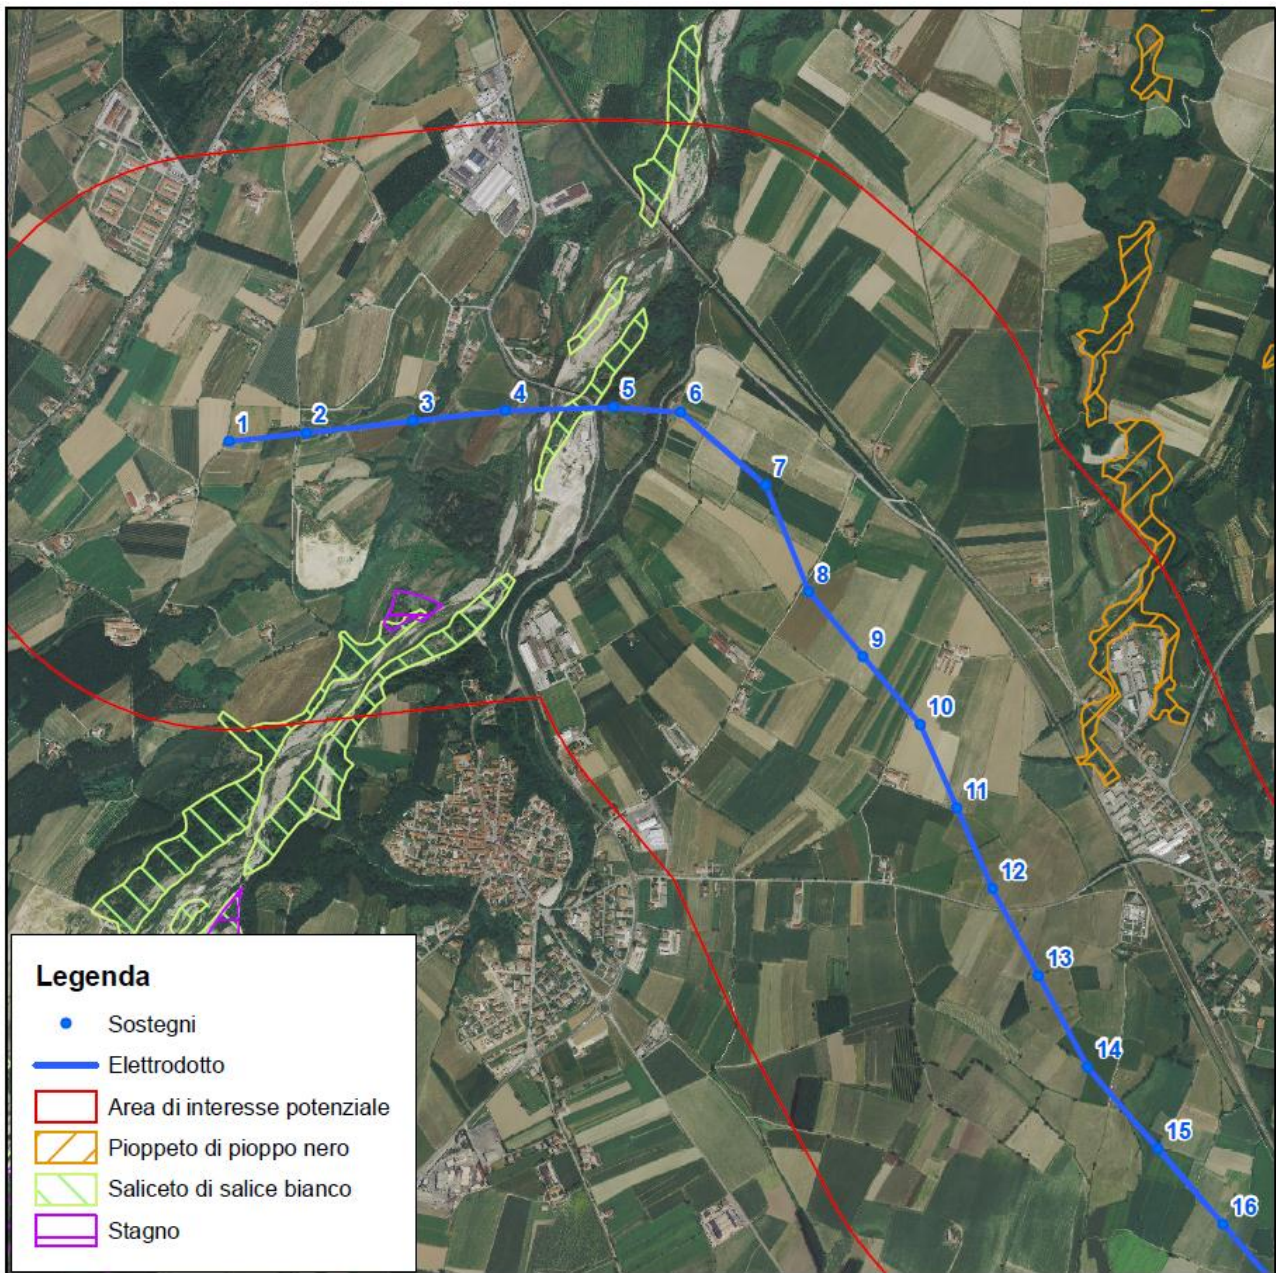 1
2
3
4
5
6
7
8
9
10
11
12
13
14
15
16
Legenda
Sostegni
Elettrodotto
Area di interesse potenziale
Pioppeto di pioppo nero
Saliceto di salice bianco
Stagno